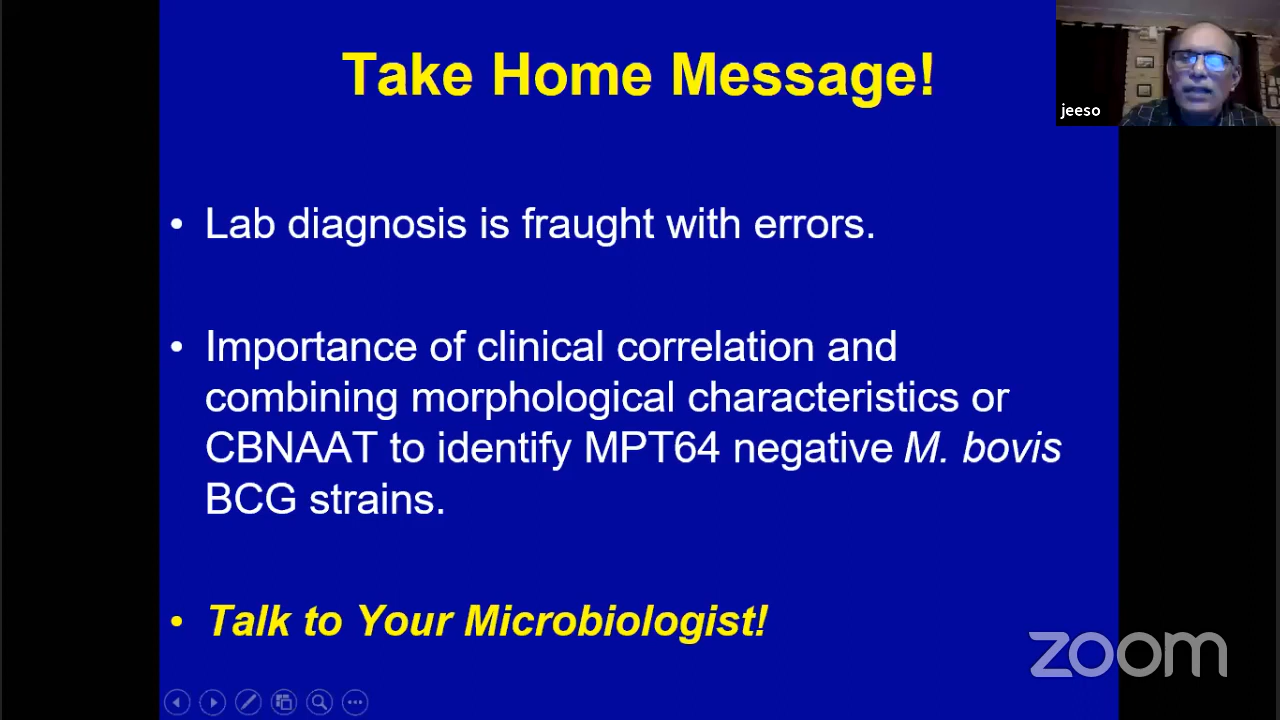 Take Home Message!
jeeso
• Lab diagnosis is fraught with errors.
• Importance of clinical correlation and
combining morphological characteristics or
CBNAAT to identify MPT64 negative M. bovis
BCG strains.
• Talk to Your Microbiologist!
zoom